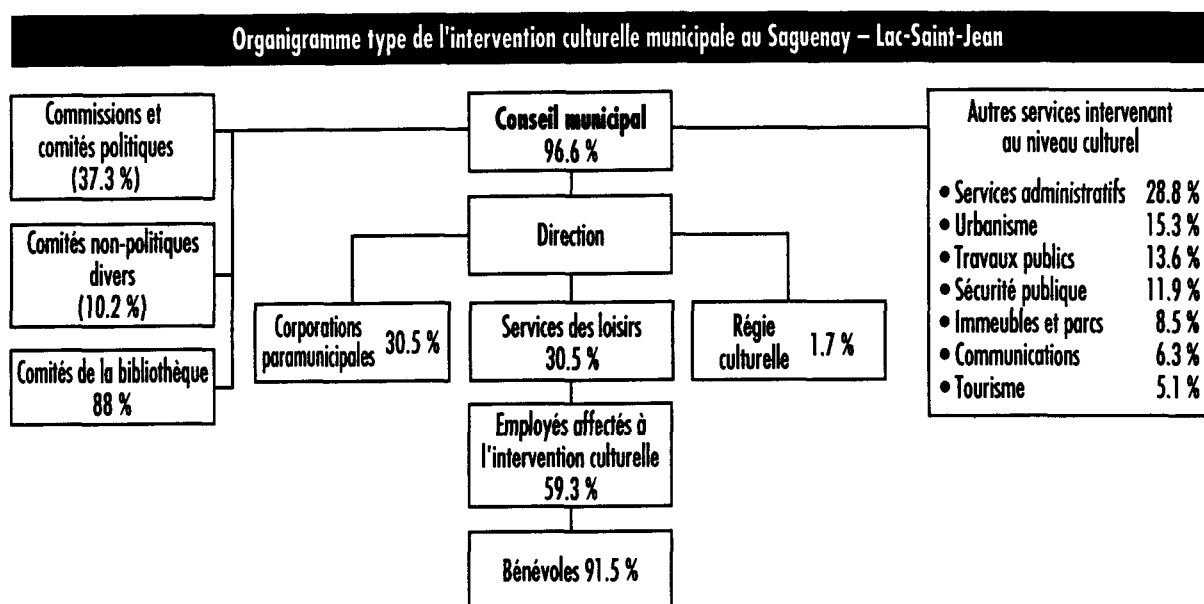 Organigramme type de l'intervention culturelle municipale au Saguenay – Lac-Saint-Jean
Commissions et
comités politiques
(37.3 %)
Comités non-politiques
divers
(10.2 %)
Comités de la bibliothèque
88 %
Conseil municipal
96.6 %
Direction
Corporations
paramunicipales 30.5 %
Services des loisirs
30.5 %
Régie
culturelle 1.7 %
Employés affectés à
l'intervention culturelle
59.3 %
Bénévoles 91.5 %
Autres services intervenant
au niveau culturel
• Services administratifs 28.8 %
• Urbanisme 15.3 %
• Travaux publics 13.6 %
• Sécurité publique 11.9 %
• Immeubles et parcs 8.5 %
• Communications 6.3 %
• Tourisme 5.1 %